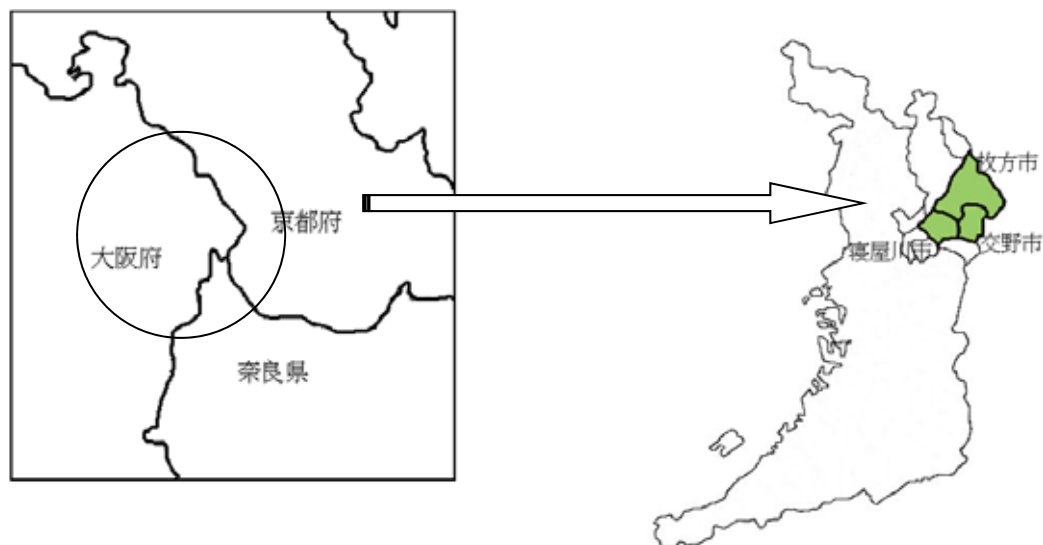 京都府
大阪府
奈良県
枚方市
寝屋川市
交野市